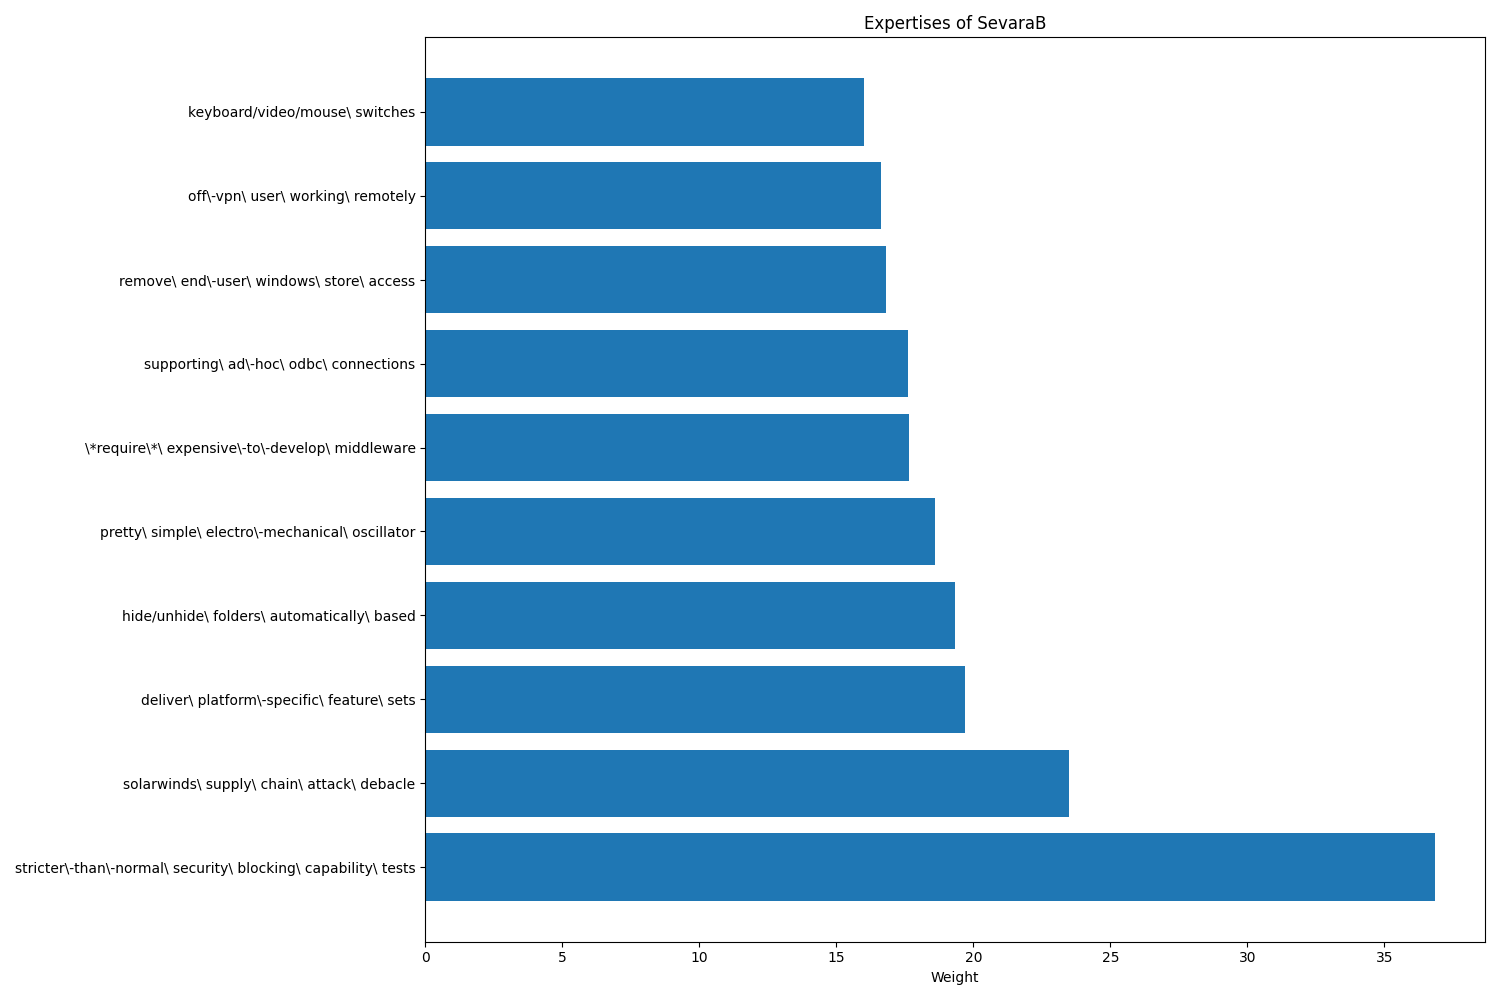 Expertises of SevaraB
keyboard/video/mouse\ switches
off\-vpn\ user\ working\ remotely
remove\ end\-user\ windows\ store\ access
supporting\ ad\-hoc\ odbc\ connections
\*require\*\ expensive\-to\-develop\ middleware
pretty\ simple\ electro\-mechanical\ oscillator
hide/unhide\ folders\ automatically\ based
deliver\ platform\-specific\ feature\ sets
solarwinds\ supply\ chain\ attack\ debacle
stricter\-than\-normal\ security\ blocking\ capability\ tests
0 5 10 15 20 25 30 35
Weight